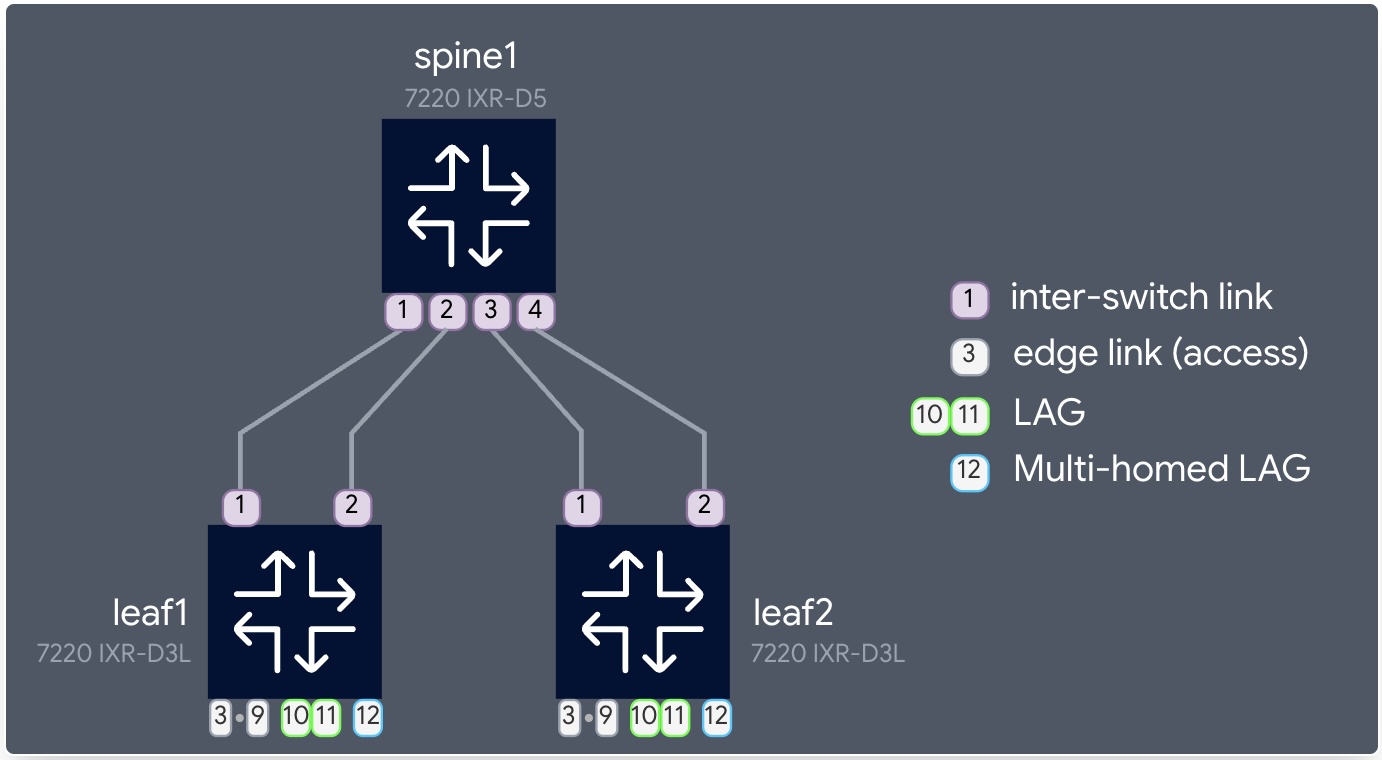 spine1
7220 IXR-D5
1 2 3 4
1 inter-switch link
3 edge link (access)
10 11 LAG
12 Multi-homed LAG
1 2
1 2
leaf1
7220 IXR-D3L
leaf2
7220 IXR-D3L
3 • 9 10 11 12
3 • 9 10 11 12